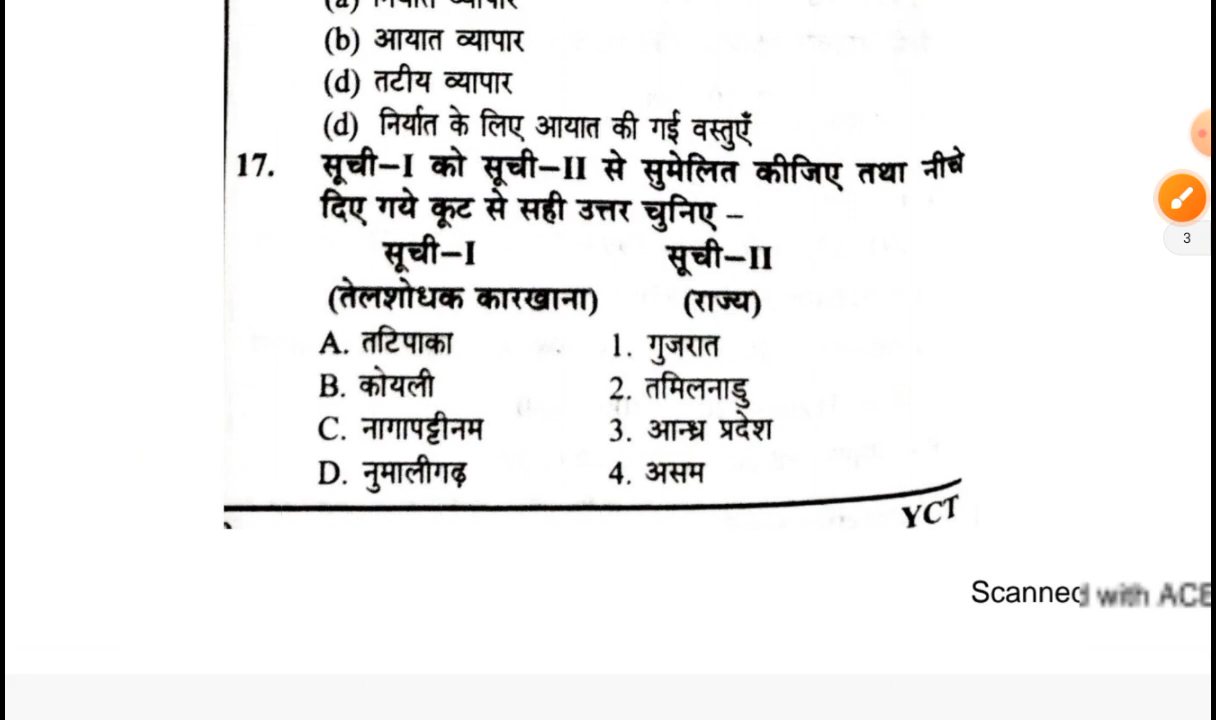 (b) आयात व्यापार
(d) तटीय व्यापार
(d) निर्यात के लिए आयात की गई वस्तुएँ
17. सूची–I को सूची–II से सुमेलित कीजिए तथा नीचे
दिए गये कूट से सही उत्तर चुनिए –
सूची–I सूची–II
(तेलशोधक कारखाना) (राज्य)
A. तटिपाका 1. गुजरात
B. कोयली 2. तमिलनाडु
C. नागापट्टीनम 3. आन्ध्र प्रदेश
D. नुमालीगढ़ 4. असम
YCT
3
Scanned with ACE